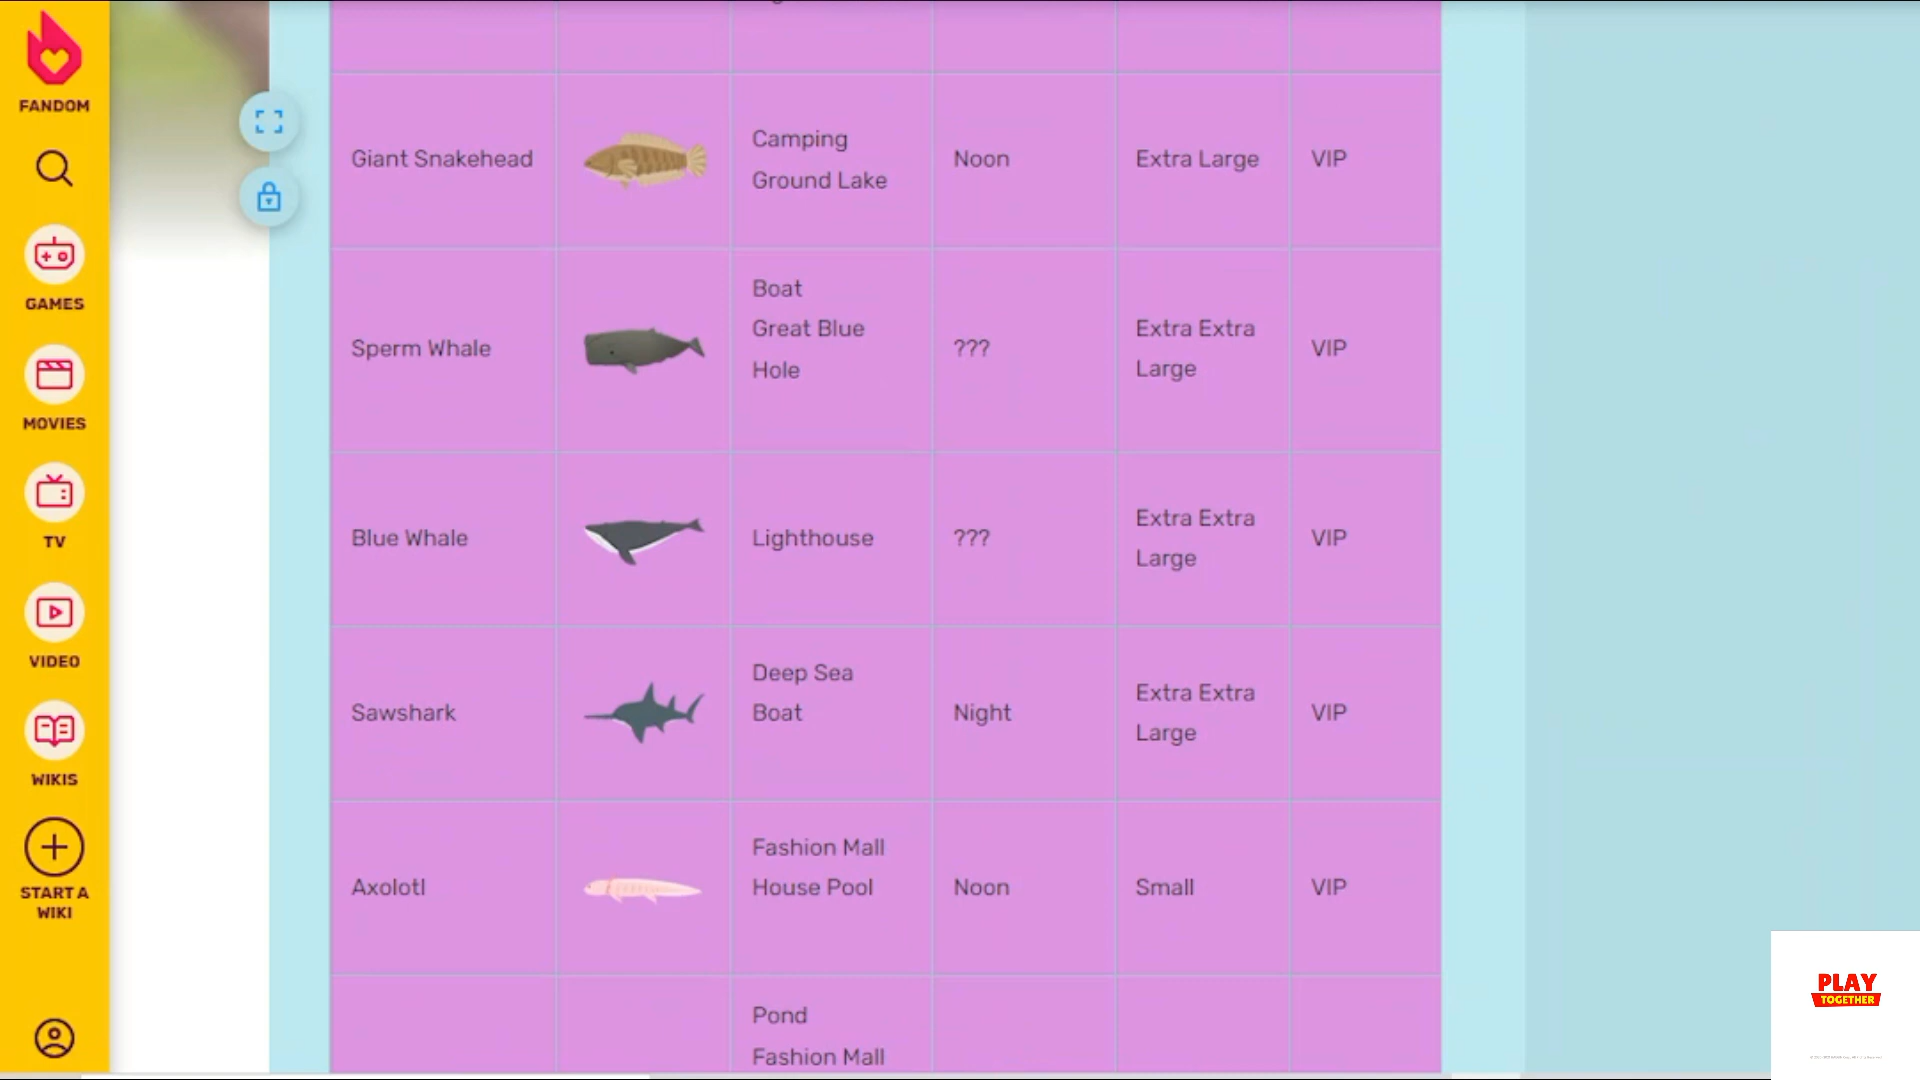 FANDOM
GAMES
MOVIES
TV
VIDEO
WIKIS
START A
WIKI
Giant Snakehead
Camping
Ground Lake
Noon
Extra Large
VIP
Sperm Whale
Boat
Great Blue
Hole
???
Extra Extra
Large
VIP
Blue Whale
Lighthouse
???
Extra Extra
Large
VIP
Sawshark
Deep Sea
Boat
Night
Extra Extra
Large
VIP
Axolotl
Fashion Mall
House Pool
Noon
Small
VIP
Pond
Fashion Mall
PLAY
TOGETHER